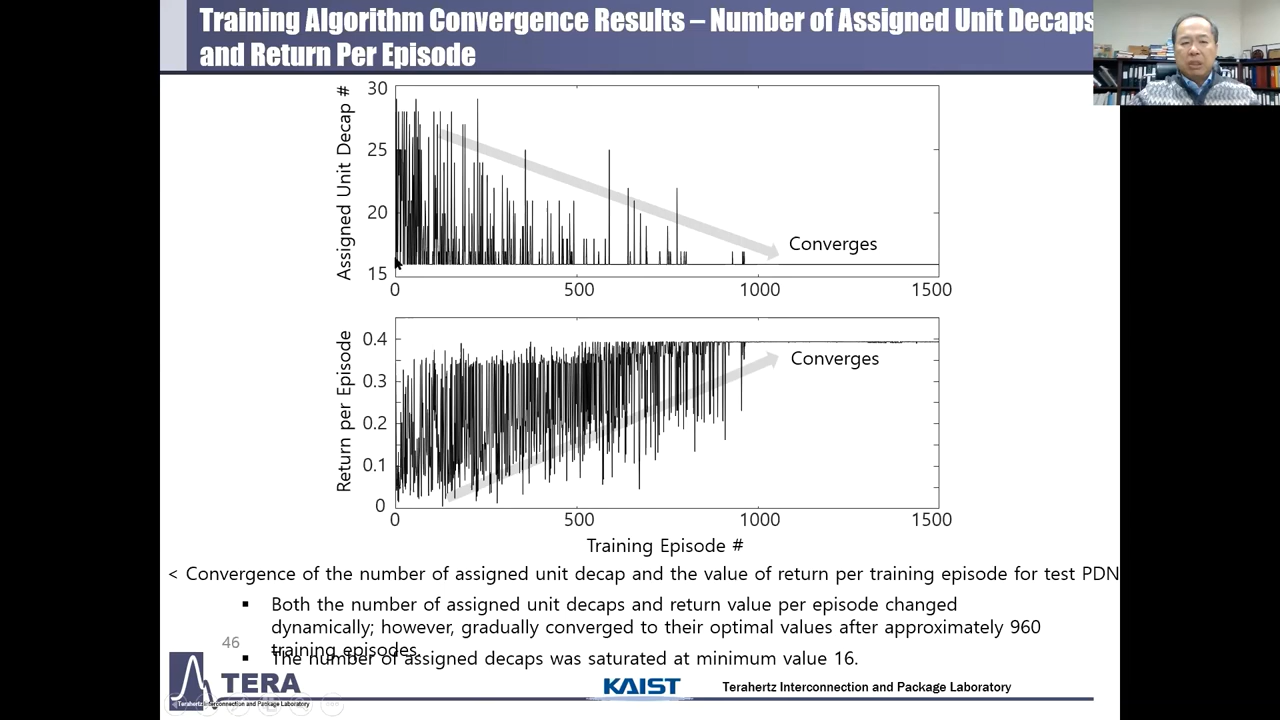 Training Algorithm Convergence Results – Number of Assigned Unit Decaps
and Return Per Episode
Assigned Unit Decap #
30
25
20
15
Converges
0
500
1000
1500
Return per Episode
0.4
0.3
0.2
0.1
0
Converges
0
500
1000
1500
Training Episode #
< Convergence of the number of assigned unit decap and the value of return per training episode for test PDN
▪ Both the number of assigned unit decaps and return value per episode changed
dynamically; however, gradually converged to their optimal values after approximately 960
training episodes.
▪ The number of assigned decaps was saturated at minimum value 16.
46
TERA
Terahertz Interconnection and Package Laboratory
KAIST
Terahertz Interconnection and Package Laboratory